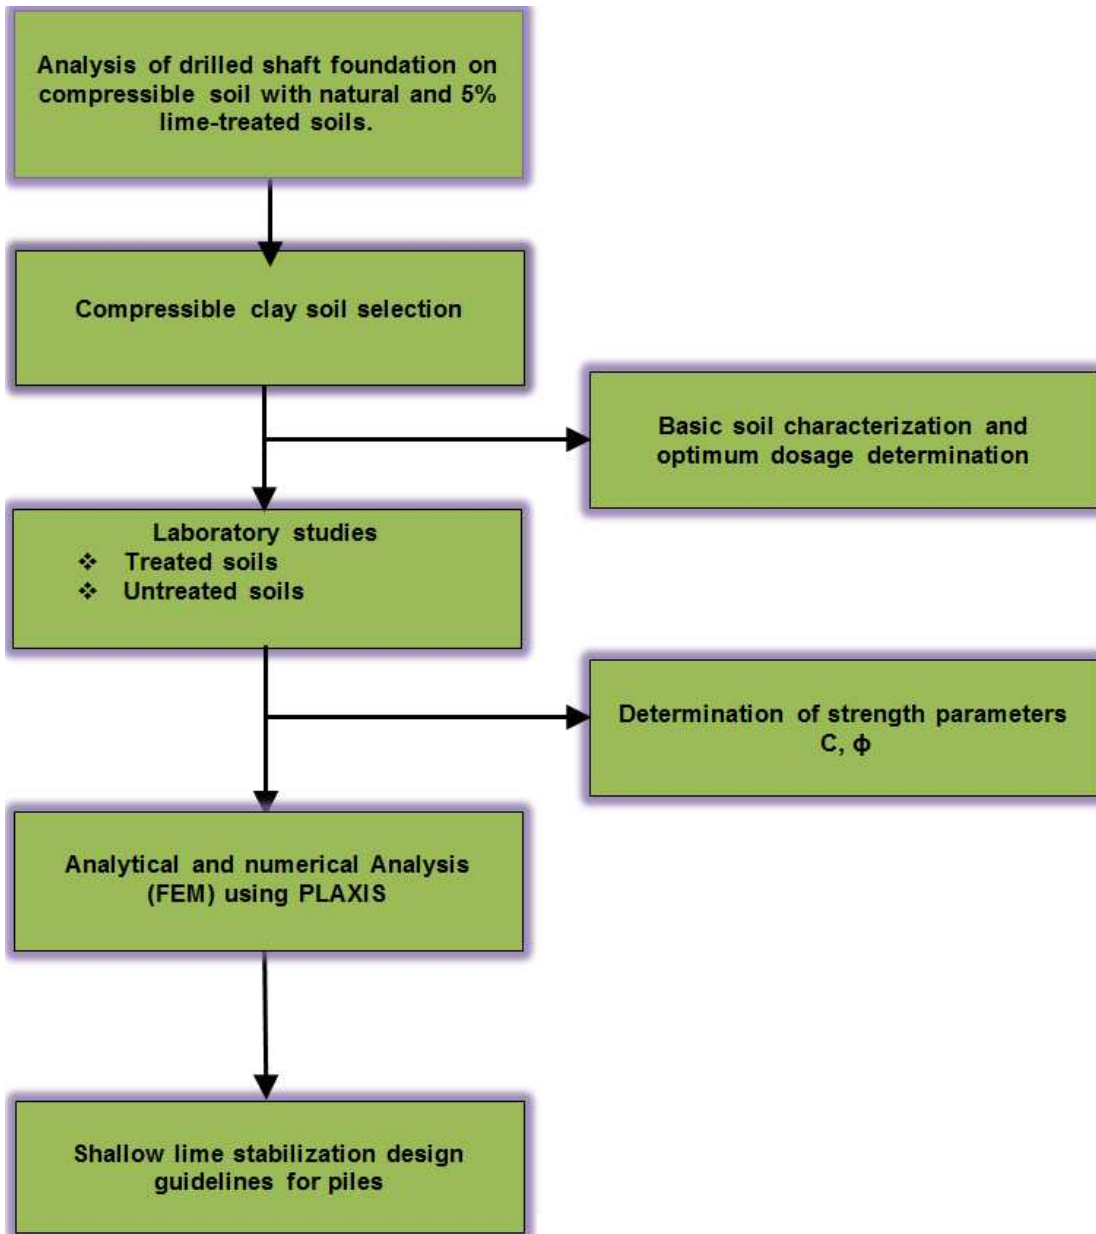 Analysis of drilled shaft foundation on
compressible soil with natural and 5%
lime-treated soils.
Compressible clay soil selection
Basic soil characterization and
optimum dosage determination
Laboratory studies
❖ Treated soils
❖ Untreated soils
Determination of strength parameters
C, ϕ
Analytical and numerical Analysis
(FEM) using PLAXIS
Shallow lime stabilization design
guidelines for piles